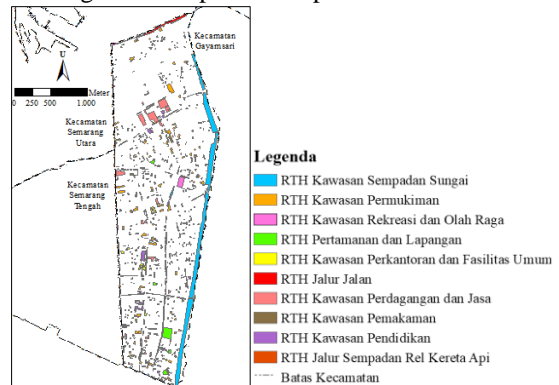 Kecamatan
Gayamsari
U
Meter
0 250 500 1.000
Kecamatan
Semarang
Utara
Kecamatan
Semarang
Tengah
Legenda
RTH Kawasan Sempadan Sungai
RTH Kawasan Permukiman
RTH Kawasan Rekreasi dan Olah Raga
RTH Pertamanan dan Lapangan
RTH Kawasan Perkantoran dan Fasilitas Umum
RTH Jalur Jalan
RTH Kawasan Perdagangan dan Jasa
RTH Kawasan Pemakaman
RTH Kawasan Pendidikan
RTH Jalur Sempadan Rel Kereta Api
Batas Kecamatan